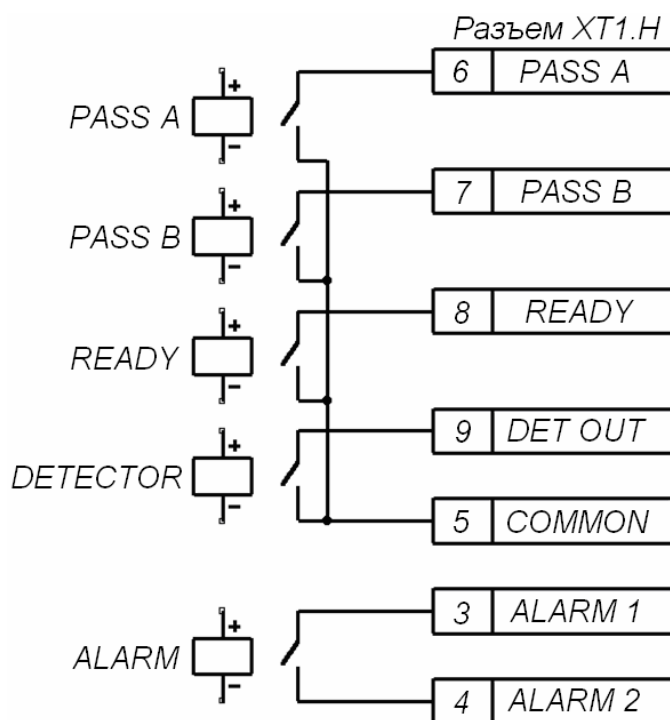 Разъем XT1.H
6 PASS A
PASS A
+
-
7 PASS B
PASS B
+
-
8 READY
READY
+
-
9 DET OUT
DETECTOR
+
-
5 COMMON
3 ALARM 1
ALARM
+
-
4 ALARM 2